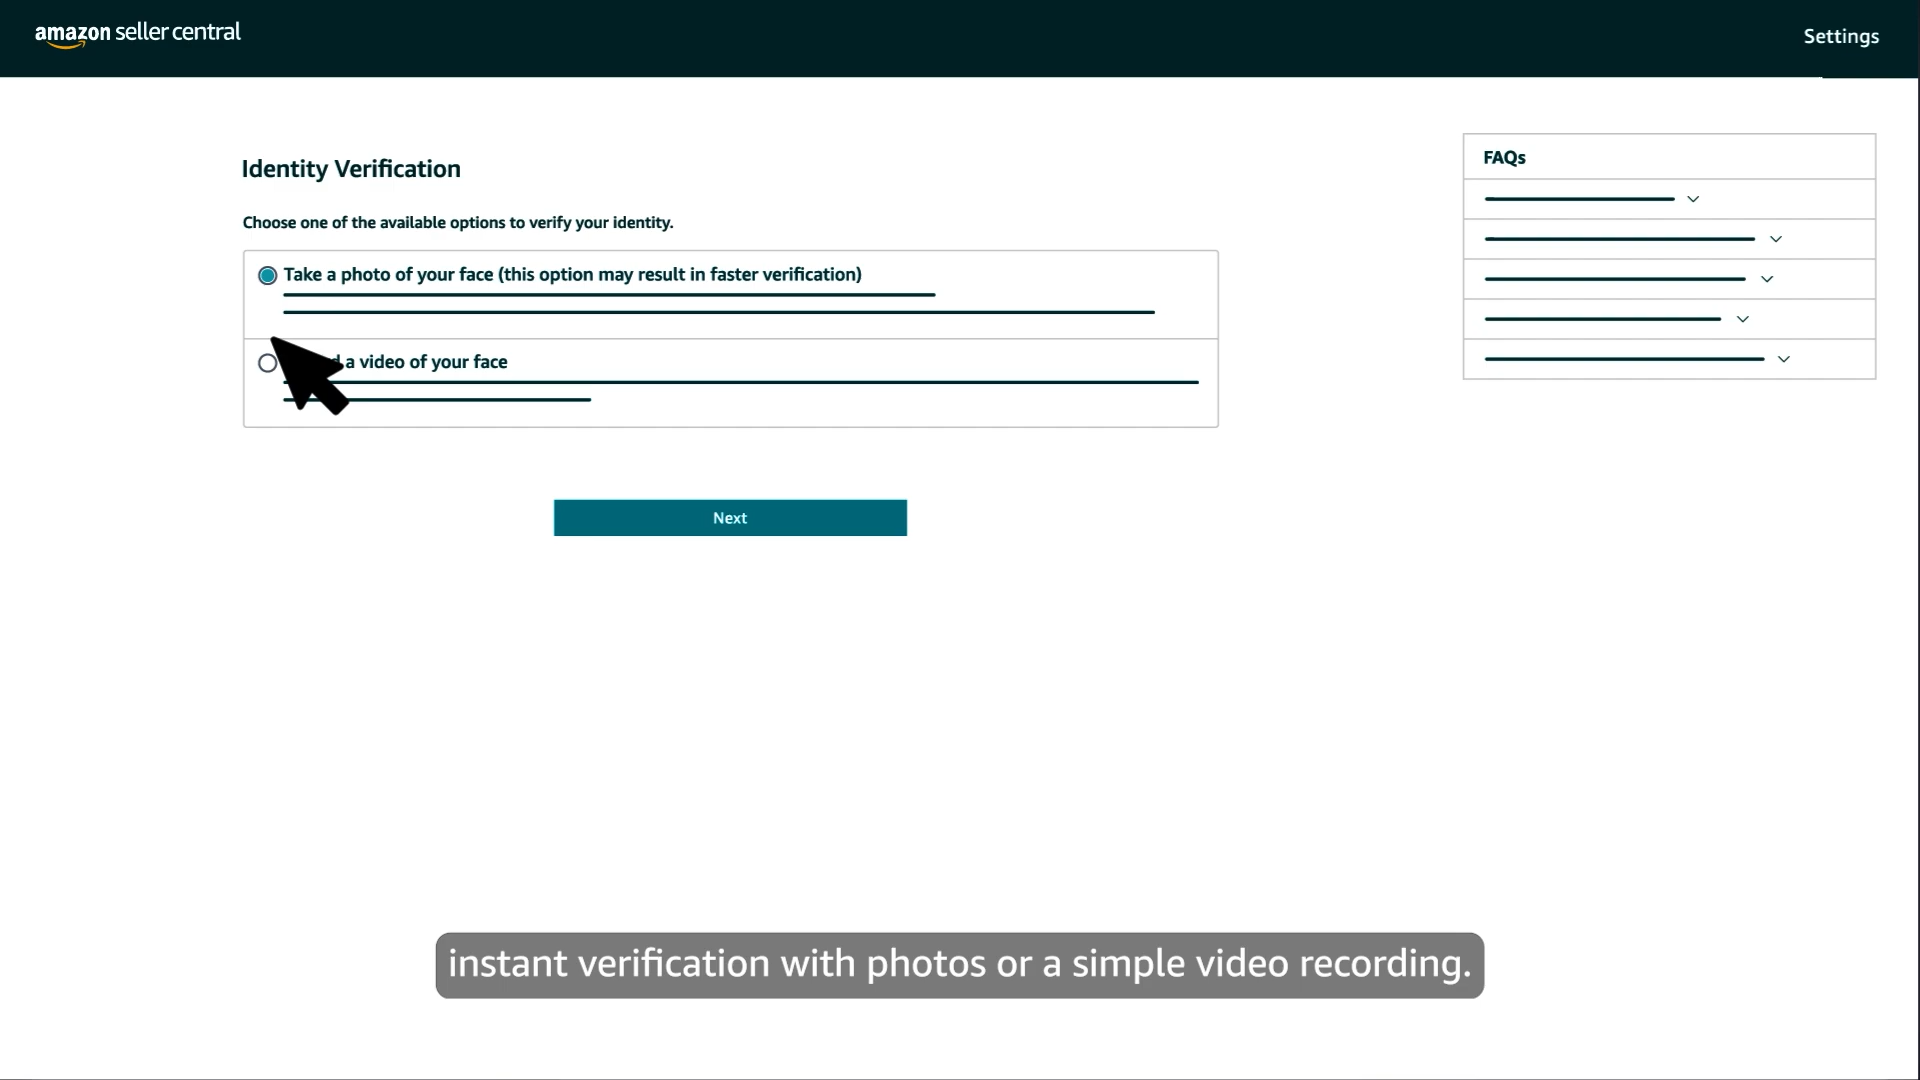 amazon seller central
Settings
Identity Verification
Choose one of the available options to verify your identity.
Take a photo of your face (this option may result in faster verification)
a video of your face
Next
FAQs
instant verification with photos or a simple video recording.